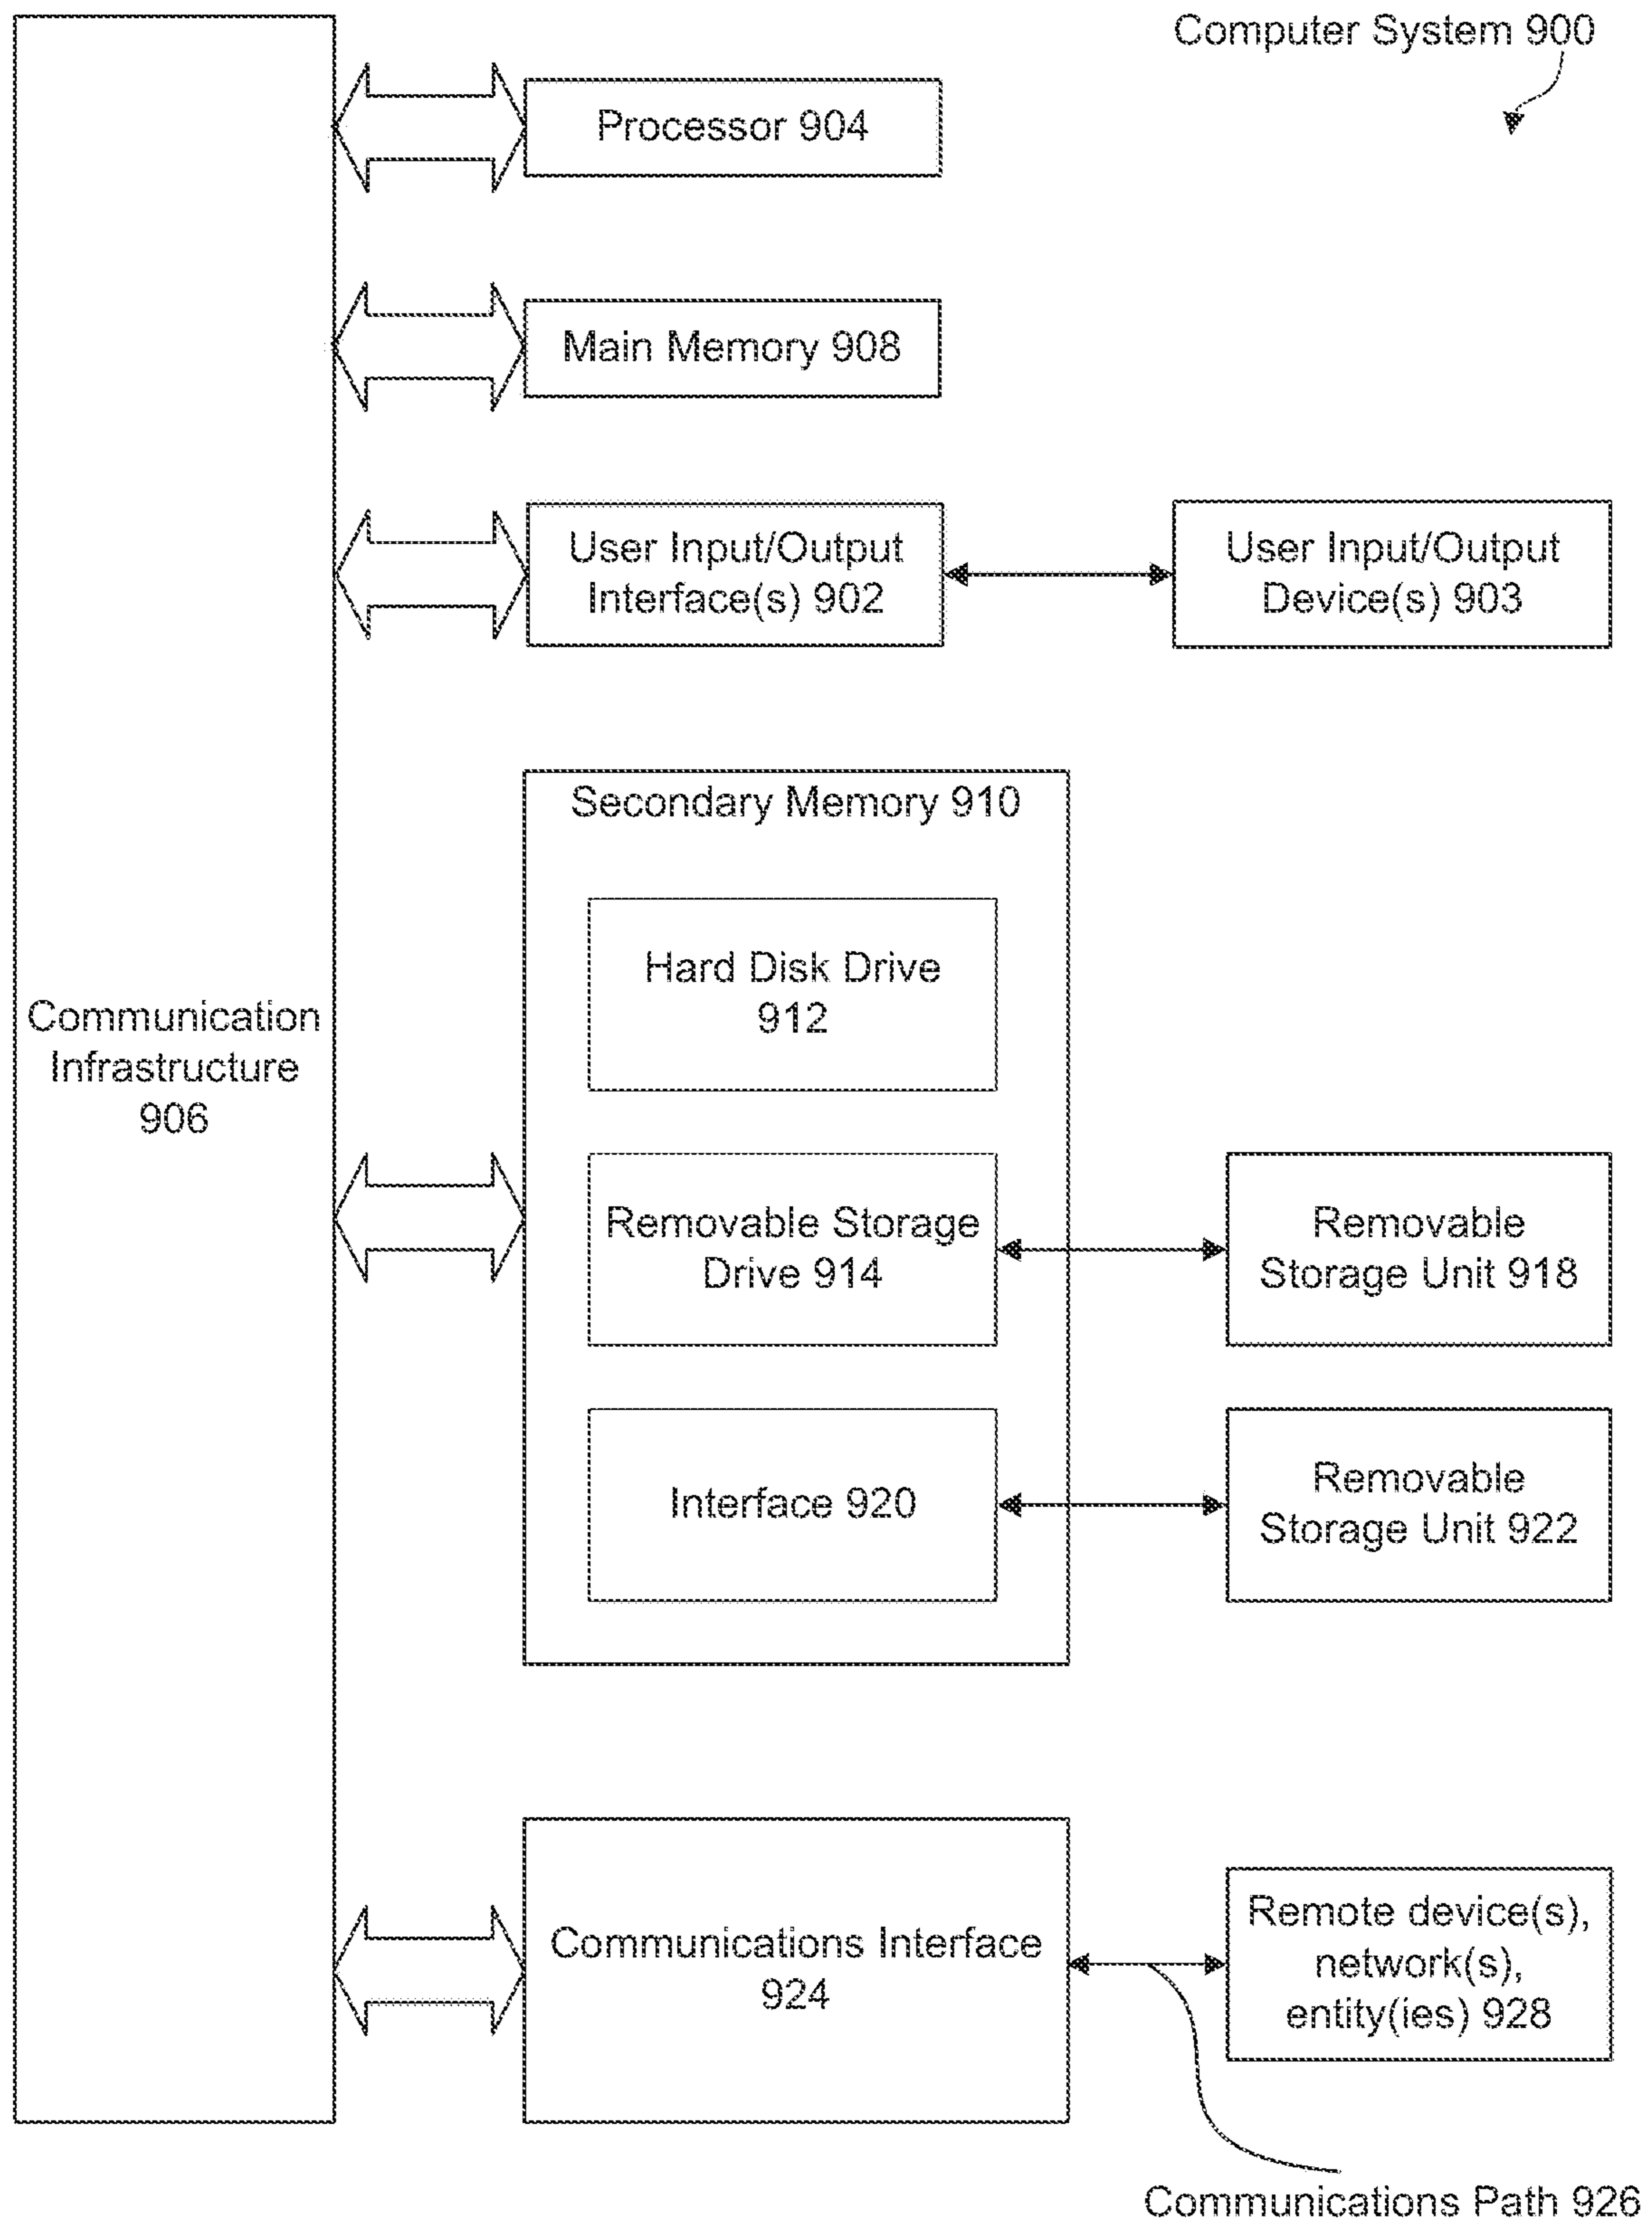 Computer System 900
Processor 904
Main Memory 908
User Input/Output
Interface(s) 902
User Input/Output
Device(s) 903
Secondary Memory 910
Hard Disk Drive
912
Communication
Infrastructure
906
Removable Storage
Drive 914
Removable
Storage Unit 918
Interface 920
Removable
Storage Unit 922
Communications Interface
924
Remote device(s),
network(s),
entity(ies) 928
Communications Path 926